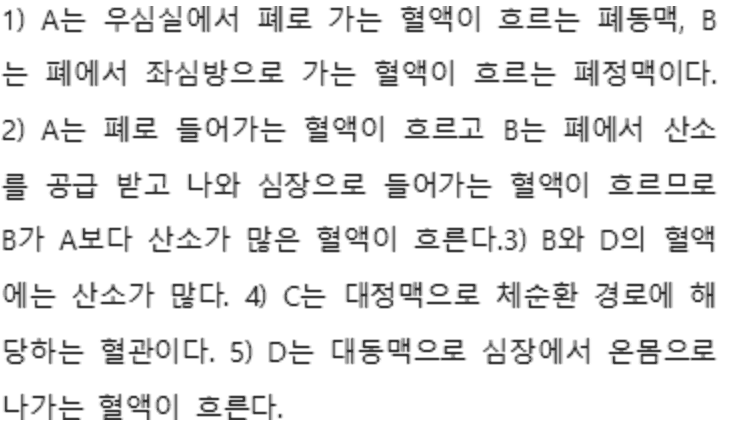 1) A는 우심실에서 폐로 가는 혈액이 흐르는 폐동맥, B
는 폐에서 좌심방으로 가는 혈액이 흐르는 폐정맥이다.
2) A는 폐로 들어가는 혈액이 흐르고 B는 폐에서 산소
를 공급 받고 나와 심장으로 들어가는 혈액이 흐르므로
B가 A보다 산소가 많은 혈액이 흐른다.3) B와 D의 혈액
에는 산소가 많다. 4) C는 대정맥으로 체순환 경로에 해
당하는 혈관이다. 5) D는 대동맥으로 심장에서 온몸으로
나가는 혈액이 흐른다.